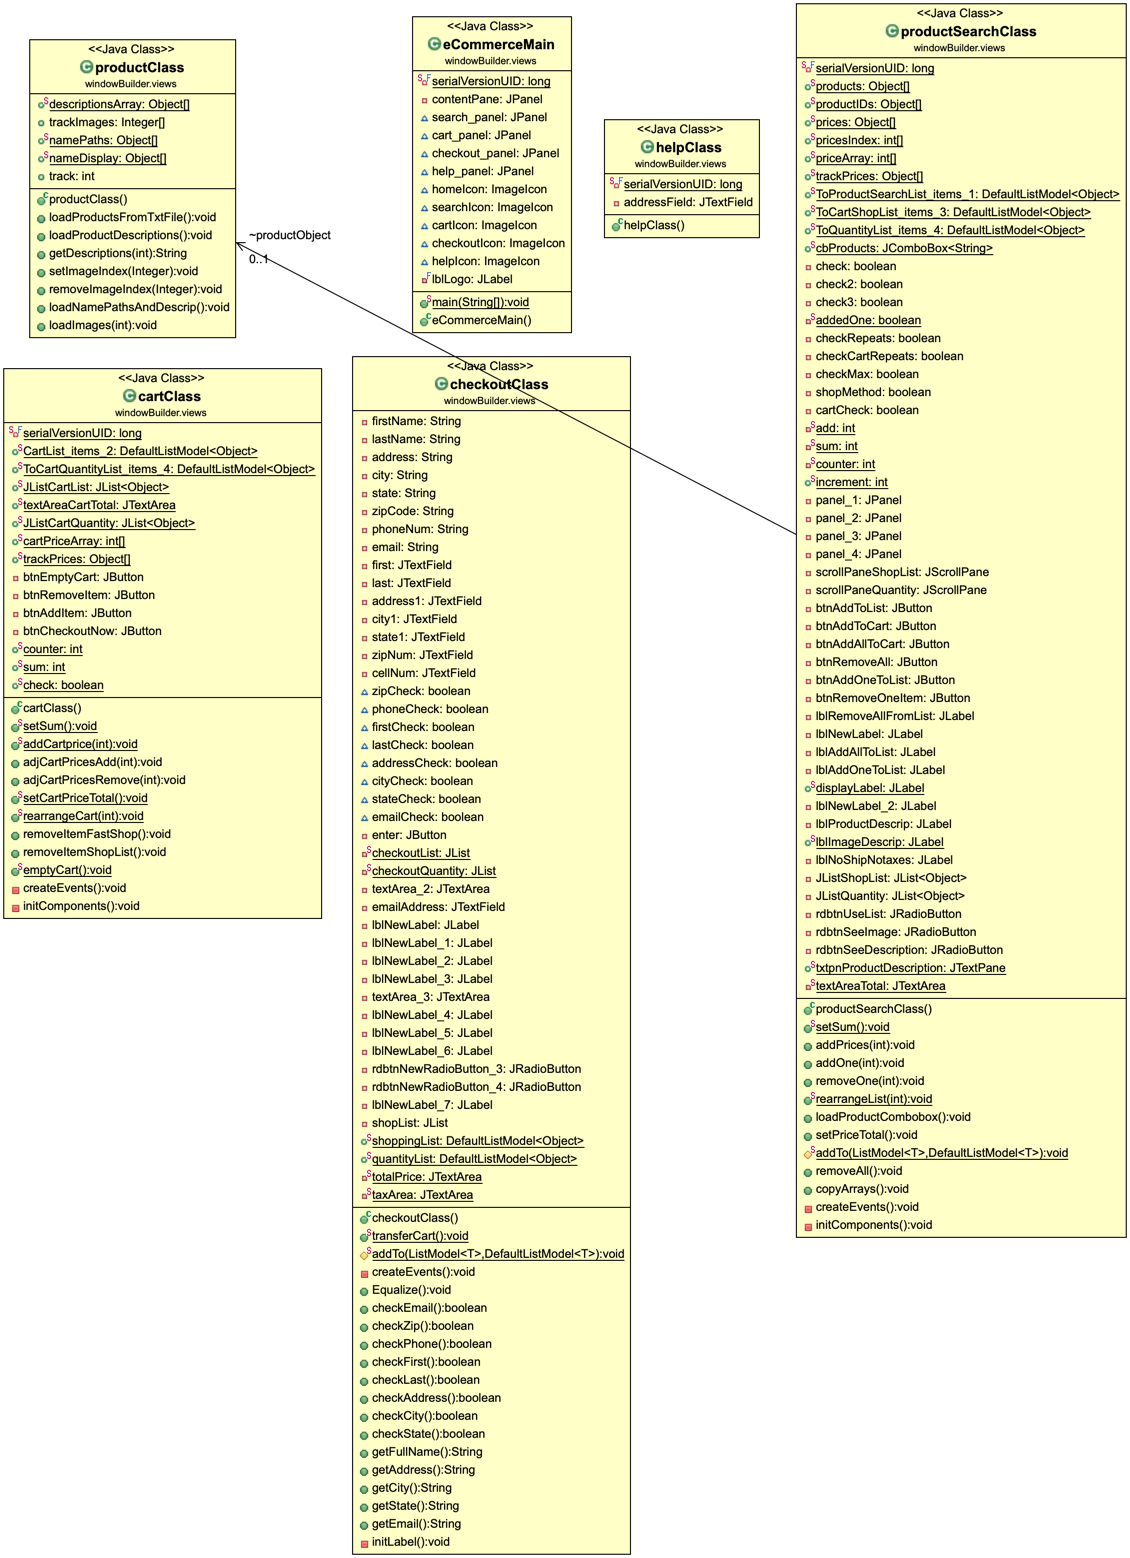 <<Java Class>>
productClass
windowBuilder.views
descriptionsArray: Object[]
trackImages: Integer[]
namePaths: Object[]
nameDisplay: Object[]
track: int
productClass()
loadProductsFromTxtFile():void
loadProductDescriptions():void
getDescriptions(int):String
setImageIndex(Integer):void
removeImageIndex(Integer):void
loadNamePathsAndDescrip():void
loadImages(int):void
~productObject
0..1
<<Java Class>>
eCommerceMain
windowBuilder.views
serialVersionUID: long
contentPane: JPanel
search_panel: JPanel
cart_panel: JPanel
checkout_panel: JPanel
help_panel: JPanel
homeIcon: ImageIcon
searchIcon: ImageIcon
cartIcon: ImageIcon
checkoutIcon: ImageIcon
helpIcon: ImageIcon
lblLogo: JLabel
main(String[]):void
eCommerceMain()
<<Java Class>>
helpClass
windowBuilder.views
serialVersionUID: long
addressField: JTextField
helpClass()
<<Java Class>>
productSearchClass
windowBuilder.views
serialVersionUID: long
products: Object[]
productIDs: Object[]
prices: Object[]
pricesIndex: int[]
priceArray: int[]
trackPrices: Object[]
ToProductSearchList_items_1: DefaultListModel<Object>
ToCartShopList_items_3: DefaultListModel<Object>
ToQuantityList_items_4: DefaultListModel<Object>
cbProducts: JComboBox<String>
check: boolean
check2: boolean
check3: boolean
addedOne: boolean
checkRepeats: boolean
checkCartRepeats: boolean
checkMax: boolean
shopMethod: boolean
cartCheck: boolean
add: int
sum: int
counter: int
increment: int
panel_1: JPanel
panel_2: JPanel
panel_3: JPanel
panel_4: JPanel
scrollPaneShopList: JScrollPane
scrollPaneQuantity: JScrollPane
btnAddToList: JButton
btnAddToCart: JButton
btnAddAllToCart: JButton
btnRemoveAll: JButton
btnAddOneToList: JButton
btnRemoveOneItem: JButton
lblRemoveAllFromList: JLabel
lblNewLabel: JLabel
lblAddAllToList: JLabel
lblAddOneToList: JLabel
displayLabel: JLabel
lblNewLabel_2: JLabel
lblProductDescrip: JLabel
lblImageDescrip: JLabel
lblNoShipNotaxes: JLabel
JListShopList: JList<Object>
JListQuantity: JList<Object>
rdbtnUseList: JRadioButton
rdbtnSeeImage: JRadioButton
rdbtnSeeDescription: JRadioButton
txtpnProductDescription: JTextPane
textAreaTotal: JTextArea
productSearchClass()
setSum():void
addPrices(int):void
addOne(int):void
removeOne(int):void
rearrangeList(int):void
loadProductCombobox():void
setPriceTotal():void
addTo(ListModel<T>,DefaultListModel<T>):void
removeAll():void
copyArrays():void
createEvents():void
initComponents():void
<<Java Class>>
cartClass
windowBuilder.views
serialVersionUID: long
CartList_items_2: DefaultListModel<Object>
ToCartQuantityList_items_4: DefaultListModel<Object>
JListCartList: JList<Object>
textAreaCartTotal: JTextArea
JListCartQuantity: JList<Object>
cartPriceArray: int[]
trackPrices: Object[]
btnEmptyCart: JButton
btnRemoveItem: JButton
btnAddItem: JButton
btnCheckoutNow: JButton
counter: int
sum: int
check: boolean
cartClass()
setSum():void
addCartprice(int):void
adjCartPricesAdd(int):void
adjCartPricesRemove(int):void
setCartPriceTotal():void
rearrangeCart(int):void
removeItemFastShop():void
removeItemShopList():void
emptyCart():void
createEvents():void
initComponents():void
<<Java Class>>
checkoutClass
windowBuilder.views
firstName: String
lastName: String
address: String
city: String
state: String
zipCode: String
phoneNum: String
email: String
first: JTextField
last: JTextField
address1: JTextField
city1: JTextField
state1: JTextField
zipNum: JTextField
cellNum: JTextField
zipCheck: boolean
phoneCheck: boolean
firstCheck: boolean
lastCheck: boolean
addressCheck: boolean
cityCheck: boolean
stateCheck: boolean
emailCheck: boolean
enter: JButton
checkoutList: JList
checkoutQuantity: JList
textArea_2: JTextArea
emailAddress: JTextField
lblNewLabel: JLabel
lblNewLabel_1: JLabel
lblNewLabel_2: JLabel
lblNewLabel_3: JLabel
textArea_3: JTextArea
lblNewLabel_4: JLabel
lblNewLabel_5: JLabel
lblNewLabel_6: JLabel
rdbtnNewRadioButton_3: JRadioButton
rdbtnNewRadioButton_4: JRadioButton
lblNewLabel_7: JLabel
shopList: JList
shoppingList: DefaultListModel<Object>
quantityList: DefaultListModel<Object>
totalPrice: JTextArea
taxArea: JTextArea
checkoutClass()
transferCart():void
addTo(ListModel<T>,DefaultListModel<T>):void
createEvents():void
Equalize():void
checkEmail():boolean
checkZip():boolean
checkPhone():boolean
checkFirst():boolean
checkLast():boolean
checkAddress():boolean
checkCity():boolean
checkState():boolean
getFullName():String
getAddress():String
getCity():String
getState():String
getEmail():String
initLabel():void